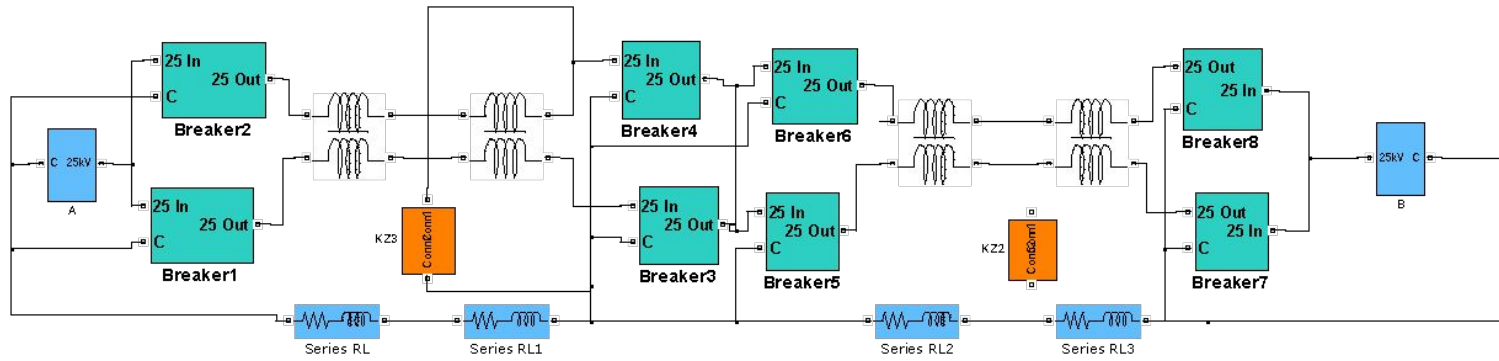 25 In
25 Out
C
Breaker2
C 25kV
A
25 In
25 Out
C
Breaker1
KZ3
25 In
25 Out
C
Breaker4
25 In
25 Out
C
Breaker3
25 In
25 Out
C
Breaker6
25 In
25 Out
C
Breaker5
KZ2
25 Out
25 In
C
Breaker8
25 Out
25 In
C
Breaker7
25kV C
B
Series RL
Series RL1
Series RL2
Series RL3